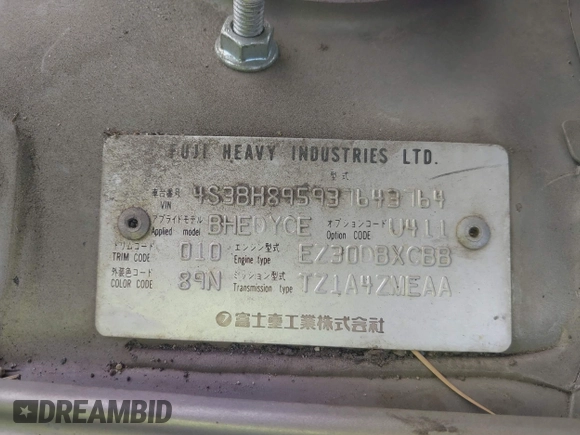 FUJI HEAVY INDUSTRIES LTD.
型式
車台番号 VIN 4S3BH895937643764
アプライドモデル Applied model BHEDYCE オプションコード Option CODE U411
トリムコード TRIM CODE 010 エンジン型式 Engine type EZ30DBXCBB
外装色コード COLOR CODE 89N ミッション型式 Transmission type TZ1A4ZMEAA
富士重工業株式会社
DREAMBID